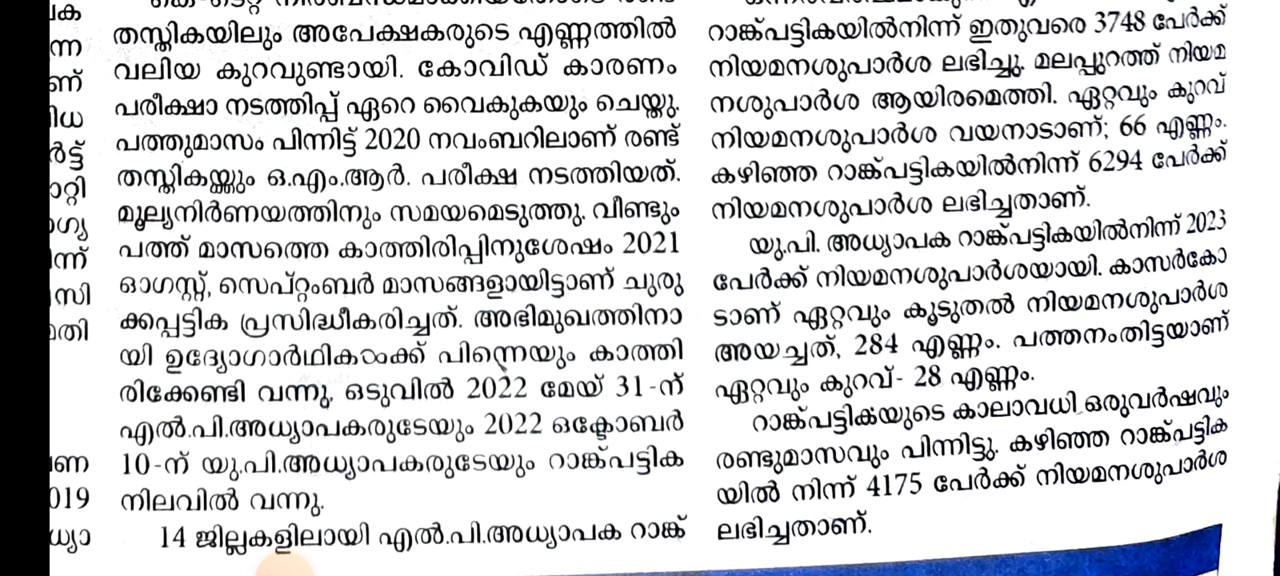 തസ്തികയിലും അപേക്ഷകരുടെ എണ്ണത്തിൽ
വലിയ കുറവുണ്ടായി. കോവിഡ് കാരണം
പരീക്ഷാ നടത്തിപ്പ് ഏറെ വൈകുകയും ചെയ്തു.
പത്തുമാസം പിന്നിട്ട് 2020 നവംബറിലാണ് രണ്ട്
തസ്തികയ്ക്കും ഒ.എം.ആർ. പരീക്ഷ നടത്തിയത്.
മൂല്യനിർണയത്തിനും സമയമെടുത്തു. വീണ്ടും
പത്ത് മാസത്തെ കാത്തിരിപ്പിനുശേഷം 2021
ഓഗസ്റ്റ്, സെപ്റ്റംബർ മാസങ്ങളായിട്ടാണ് ചുരു
ക്കപ്പട്ടിക പ്രസിദ്ധീകരിച്ചത്. അഭിമുഖത്തിനാ
യി ഉദ്യോഗാർഥികൾക്ക് പിന്നെയും കാത്തി
രിക്കേണ്ടി വന്നു. ഒടുവിൽ 2022 മേയ് 31-ന്
എൽ.പി.അധ്യാപകരുടേയും 2022 ഒക്ടോബർ
10-ന് യു.പി.അധ്യാപകരുടേയും റാങ്ക്പട്ടിക
നിലവിൽ വന്നു.
14 ജില്ലകളിലായി എൽ.പി.അധ്യാപക റാങ്ക്
റാങ്ക്പട്ടികയിൽനിന്ന് ഇതുവരെ 3748 പേർക്ക്
നിയമനശുപാർശ ലഭിച്ചു. മലപ്പുറത്ത് നിയമ
നശുപാർശ ആയിരമെത്തി. ഏറ്റവും കുറവ്
നിയമനശുപാർശ വയനാടാണ്; 66 എണ്ണം.
കഴിഞ്ഞ റാങ്ക്പട്ടികയിൽനിന്ന് 6294 പേർക്ക്
നിയമനശുപാർശ ലഭിച്ചതാണ്.
യു.പി. അധ്യാപക റാങ്ക്പട്ടികയിൽനിന്ന് 2023
പേർക്ക് നിയമനശുപാർശയായി. കാസർകോ
ടാണ് ഏറ്റവും കൂടുതൽ നിയമനശുപാർശ
അയച്ചത്, 284 എണ്ണം. പത്തനംതിട്ടയാണ്
ഏറ്റവും കുറവ്- 28 എണ്ണം.
റാങ്ക്പട്ടികയുടെ കാലാവധി ഒരുവർഷവും
രണ്ടുമാസവും പിന്നിട്ടു. കഴിഞ്ഞ റാങ്ക്പട്ടിക
യിൽ നിന്ന് 4175 പേർക്ക് നിയമനശുപാർശ
ലഭിച്ചതാണ്.